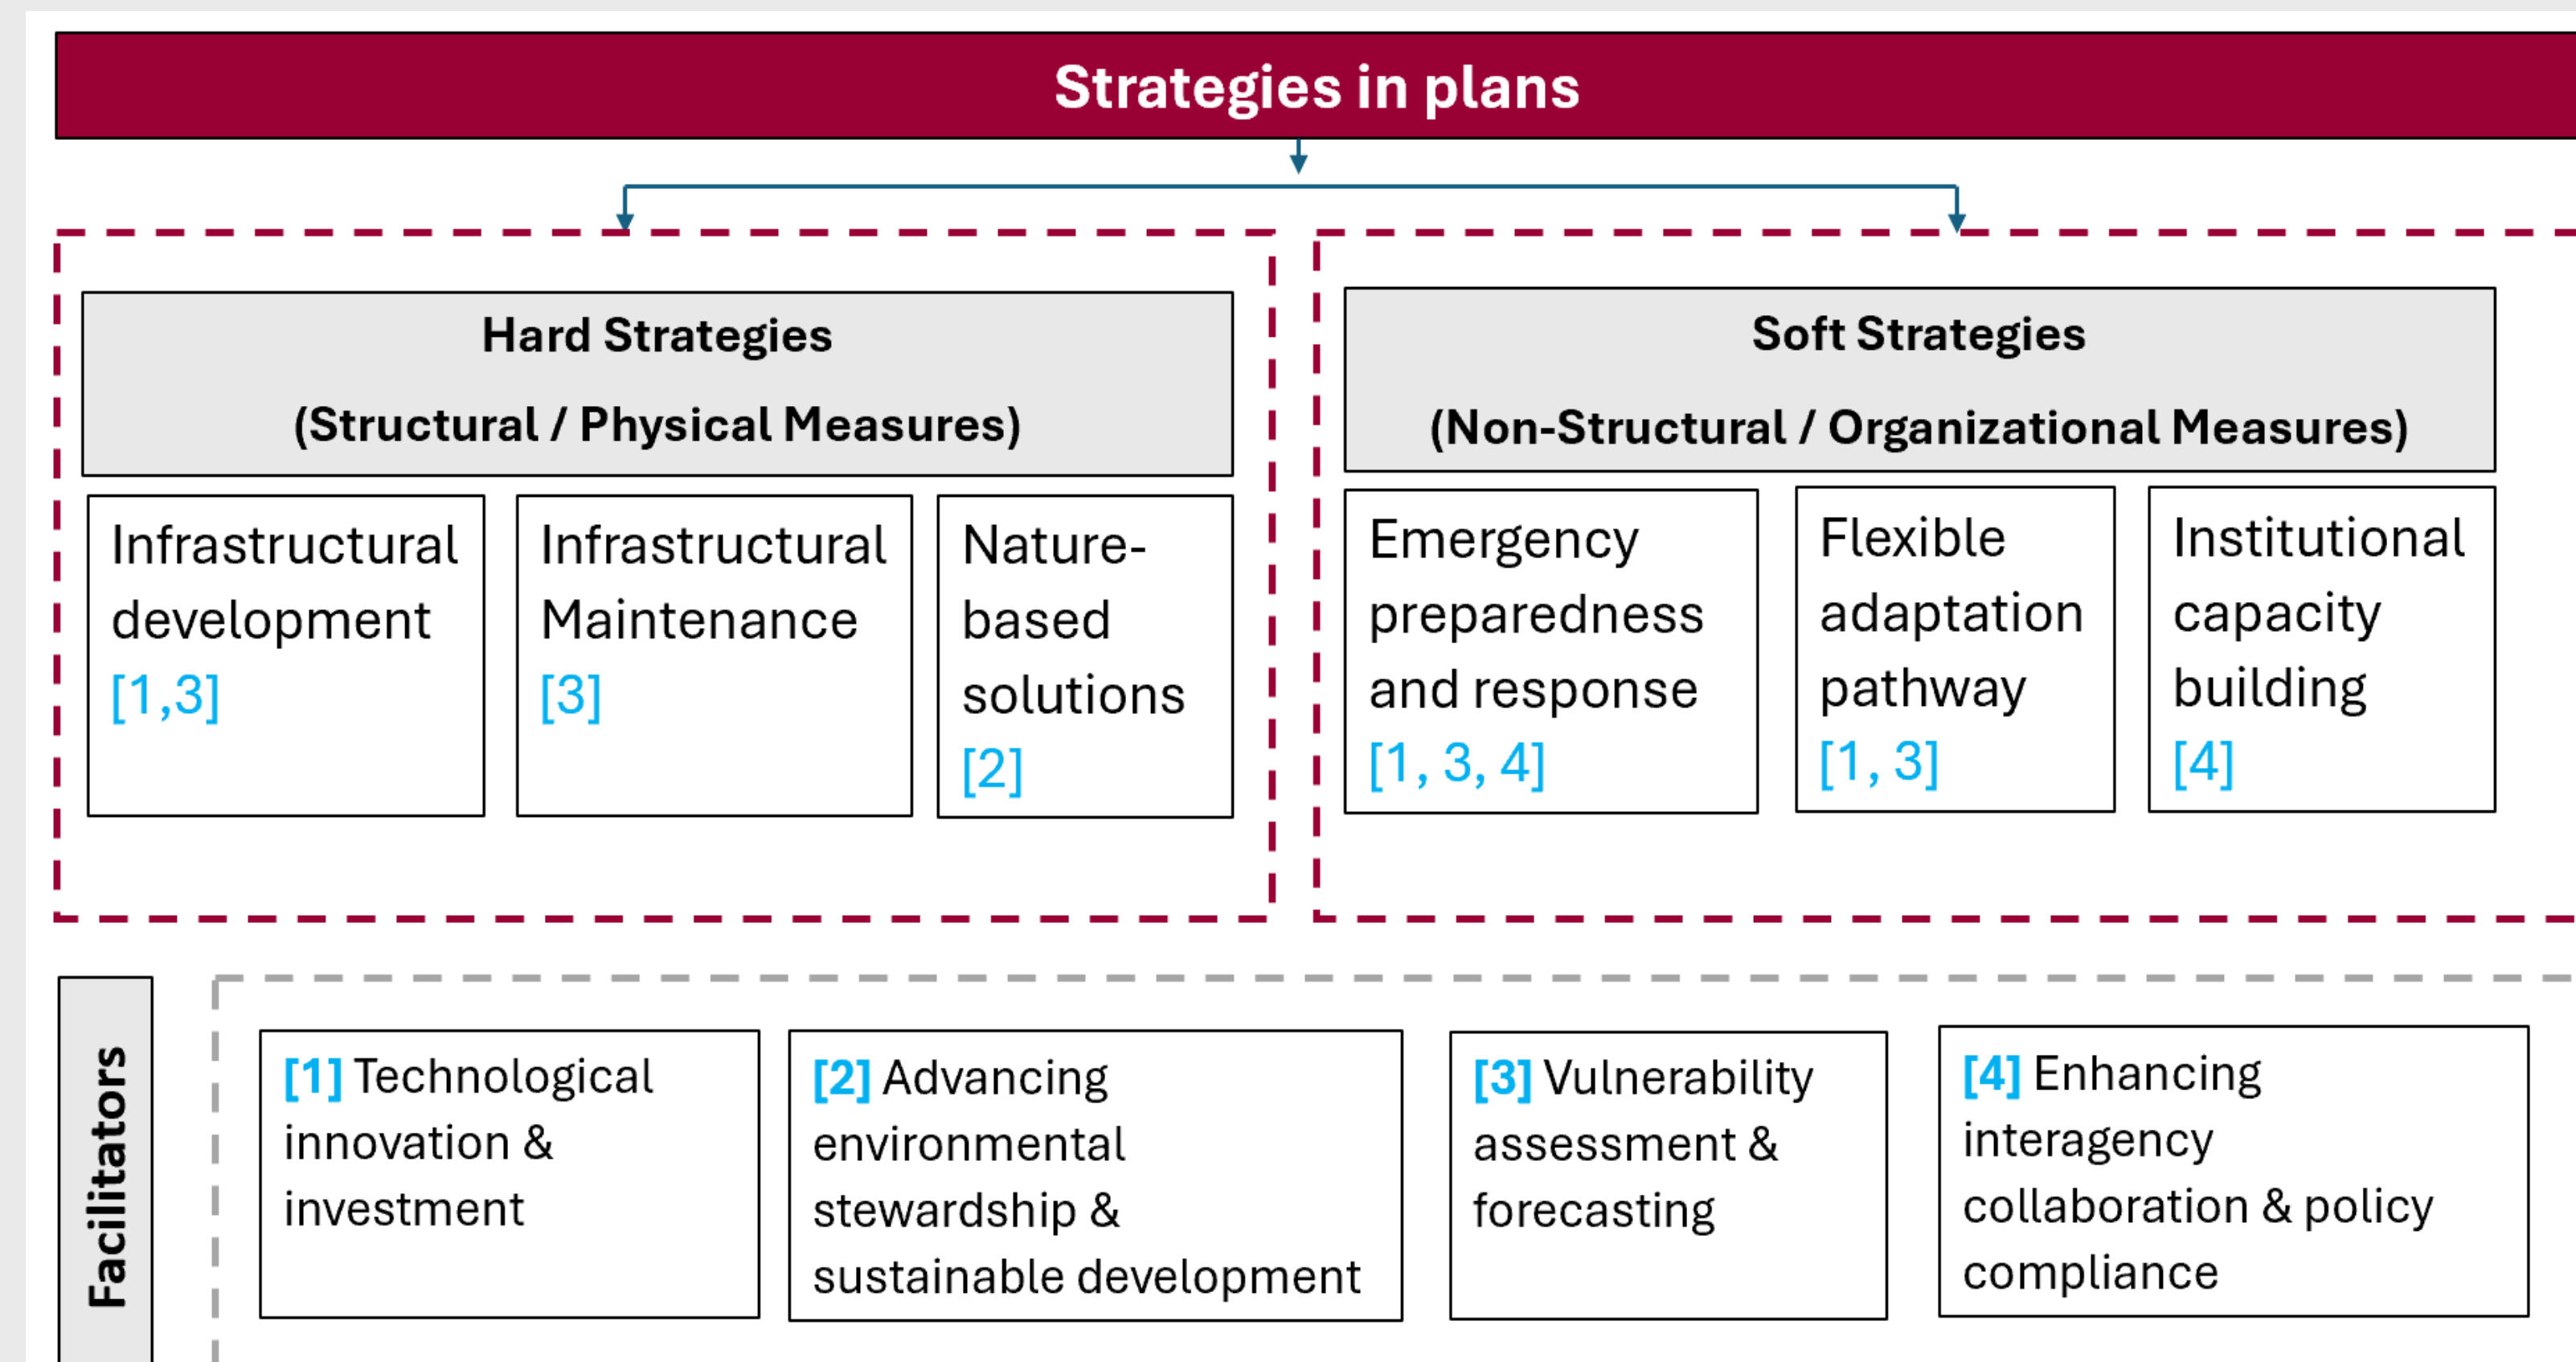 Strategies in plans
Hard Strategies
(Structural / Physical Measures)
Infrastructural
development
[1,3]
Infrastructural
Maintenance
[3]
Nature-
based
solutions
[2]
Soft Strategies
(Non-Structural / Organizational Measures)
Emergency
preparedness
and response
[1, 3, 4]
Flexible
adaptation
pathway
[1, 3]
Institutional
capacity
building
[4]
Facilitators
[1] Technological
innovation &
investment
[2] Advancing
environmental
stewardship &
sustainable development
[3] Vulnerability
assessment &
forecasting
[4] Enhancing
interagency
collaboration & policy
compliance